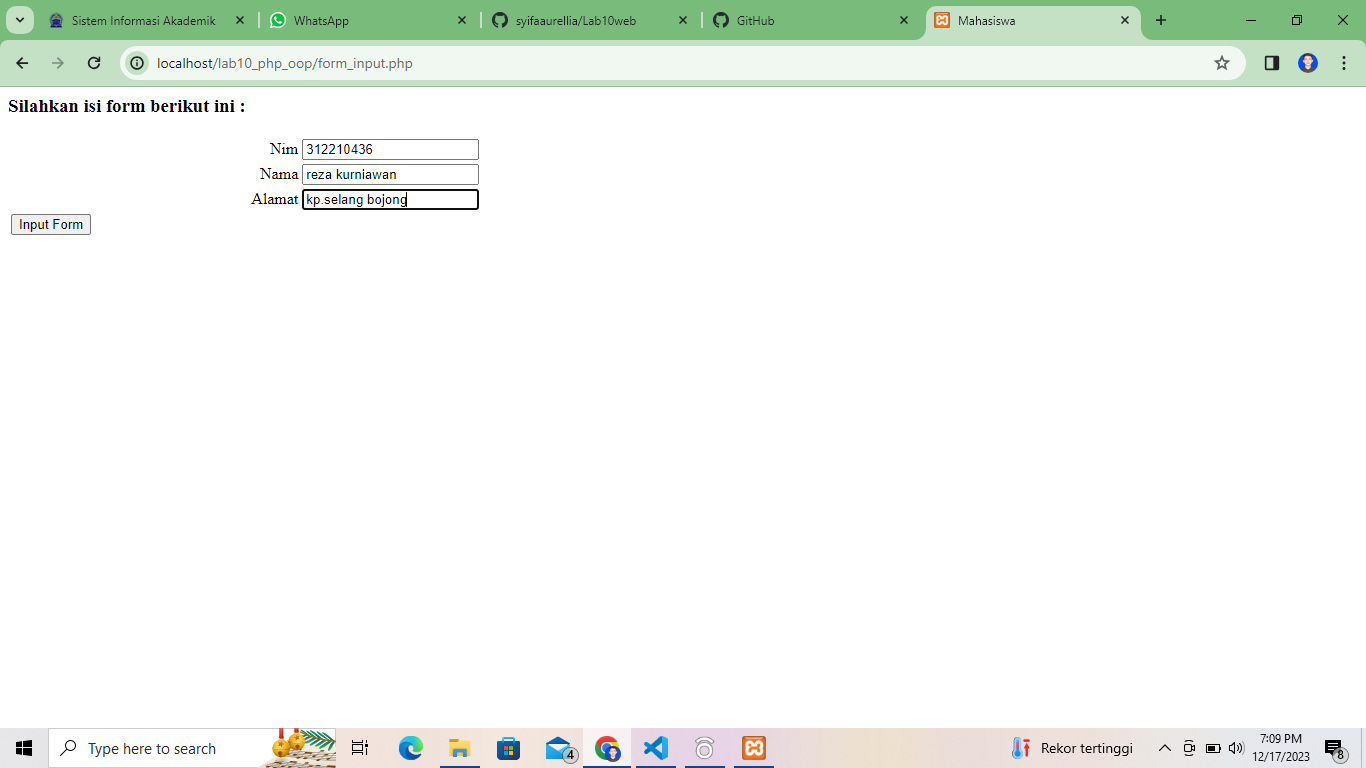 Sistem Informasi Akademik
WhatsApp
syifaaurellia/Lab10web
GitHub
Mahasiswa
localhost/lab10_php_oop/form_input.php
Silahkan isi form berikut ini :
Nim 312210436
Nama reza kurniawan
Alamat kp.selang bojong
Input Form
Type here to search
4
Rekor tertinggi
7:09 PM
12/17/2023
8